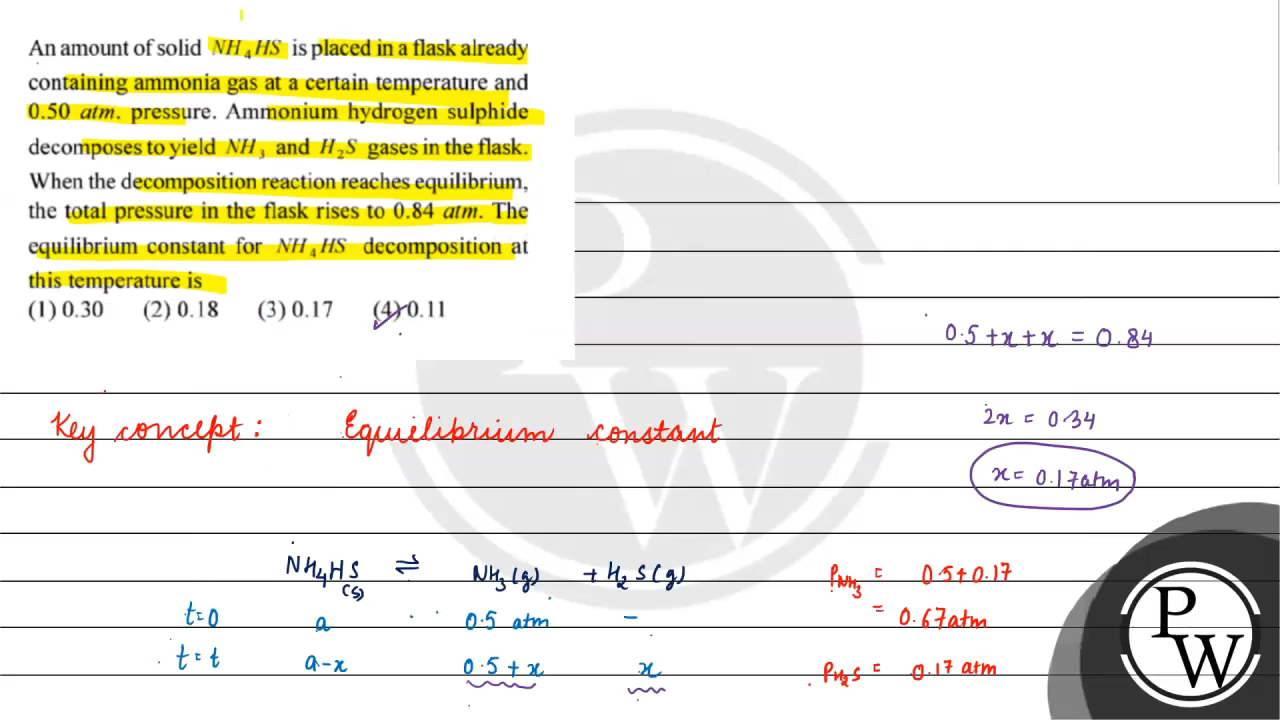 An amount of solid NH₄HS is placed in a flask already
containing ammonia gas at a certain temperature and
0.50 atm. pressure. Ammonium hydrogen sulphide
decomposes to yield NH₃ and H₂S gases in the flask.
When the decomposition reaction reaches equilibrium,
the total pressure in the flask rises to 0.84 atm. The
equilibrium constant for NH₄HS decomposition at
this temperature is
(1) 0.30 (2) 0.18 (3) 0.17 (4) 0.11
0.5 + x + x = 0.84
2x = 0.34
x = 0.17 atm
Key concept: Equilibrium constant
NH₄HS(s) ⇌ NH₃(g) + H₂S(g)
t=0 a 0.5 atm –
t=t a-x 0.5+x x
P_NH₃ = 0.5+0.17
= 0.67 atm
P_H₂S = 0.17 atm
P
W
P
W